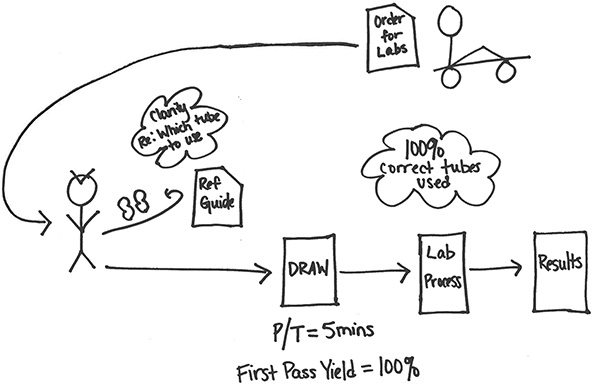 Order
for
Labs
Clarity
Re: Which tube
to use
100%
correct tubes
used
Ref
Guide
DRAW
Lab
Process
Results
P/T = 5mins
First Pass Yield = 100%